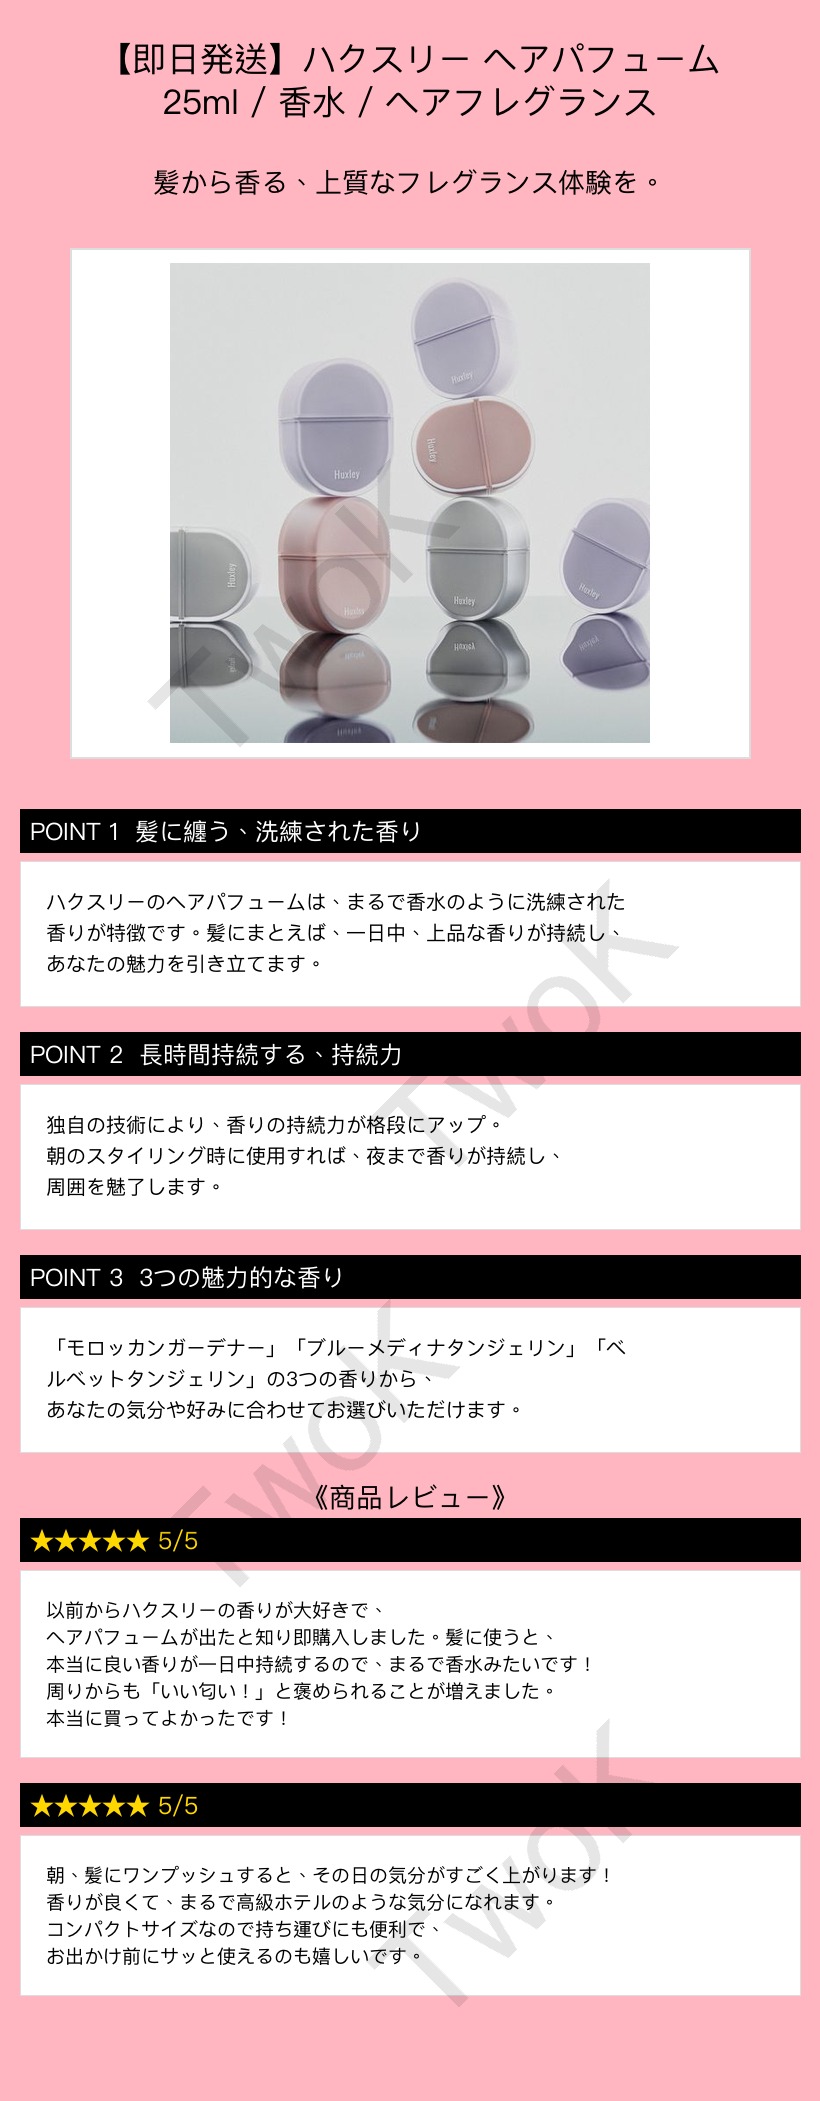 【即日発送】ハクスリー ヘアパフューム
25ml / 香水 / ヘアフレグランス
髪から香る、上質なフレグランス体験を。
Huxley
Huxley
Huxley
Huxley
Huxley
Huxley
Huxley
TwoK
POINT 1 髪に纏う、洗練された香り
ハクスリーのヘアパフュームは、まるで香水のように洗練された
香りが特徴です。髪にまとえば、一日中、上品な香りが持続し、
あなたの魅力を引き立てます。
TwoK
POINT 2 長時間持続する、持続力
独自の技術により、香りの持続力が格段にアップ。
朝のスタイリング時に使用すれば、夜まで香りが持続し、
周囲を魅了します。
POINT 3 3つの魅力的な香り
「モロッカンガーデナー」「ブルーメディナタンジェリン」「ベ
ルベットタンジェリン」の3つの香りから、
あなたの気分や好みに合わせてお選びいただけます。
TwoK
《商品レビュー》
★★★★★ 5/5
以前からハクスリーの香りが大好きで、
ヘアパフュームが出たと知り即購入しました。髪に使うと、
本当に良い香りが一日中持続するので、まるで香水みたいです！
周りからも「いい匂い！」と褒められることが増えました。
本当に買ってよかったです！
★★★★★ 5/5
朝、髪にワンプッシュすると、その日の気分がすごく上がります！
香りが良くて、まるで高級ホテルのような気分になれます。
コンパクトサイズなので持ち運びにも便利で、
お出かけ前にサッと使えるのも嬉しいです。
TwoK